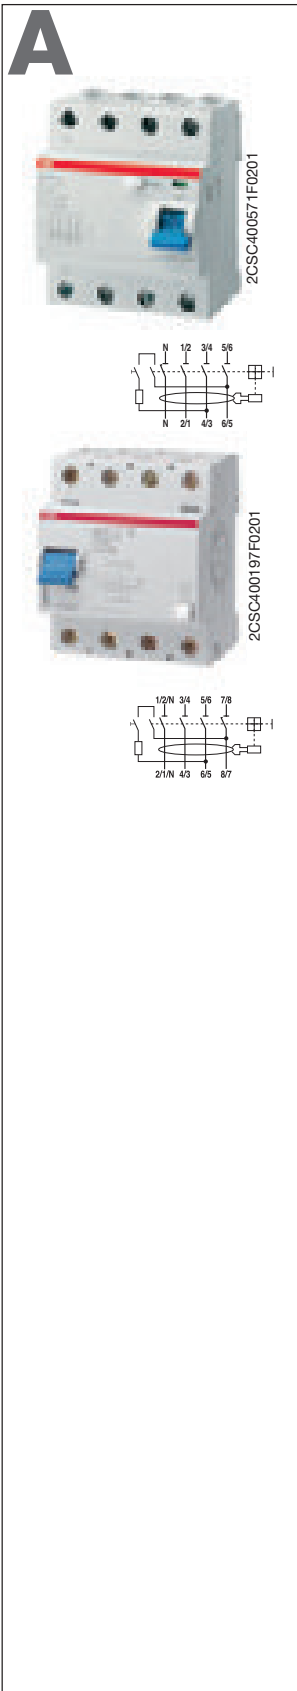 A
2CSC400571F0201
N 1/2 3/4 5/6
N 2/1 4/3 6/5
2CSC400197F0201
1/2/N 3/4 5/6 7/8
2/1/N 4/3 6/5 8/7